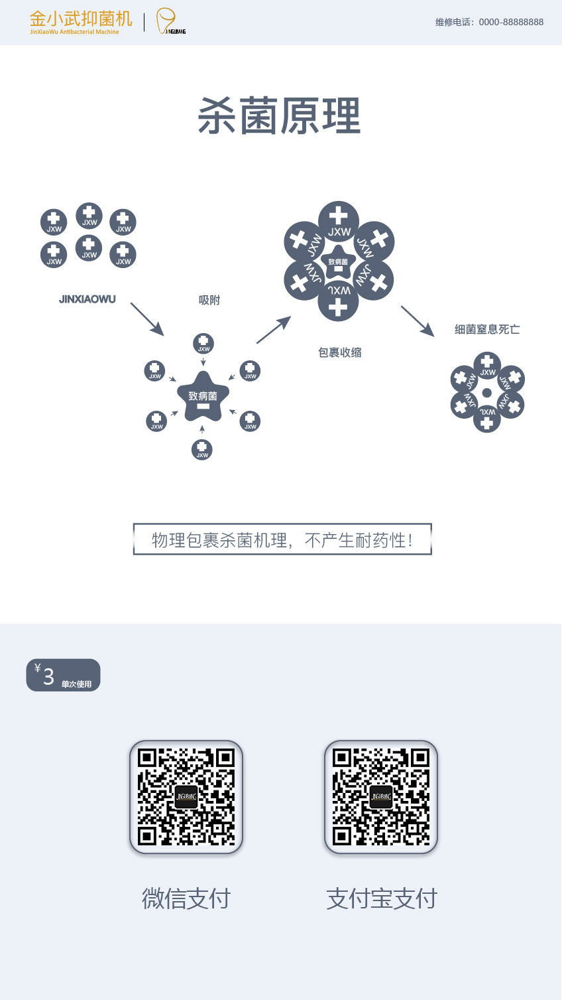 金小武抑菌机
JinXiaoWu Antibacterial Machine
JINGUBANG
维修电话：0000-88888888
杀菌原理
JXW JXW JXW
JXW JXW JXW
JINXIAOWU
吸附
JXW
JXW JXW
致病菌
JXW JXW
JXW
JXW
JXW JXW
致病菌
JXW JXW
JXW
包裹收缩
细菌窒息死亡
JXW
JXW JXW
JXW JXW
JXW
物理包裹杀菌机理，不产生耐药性！
¥3 单次使用
JINGUBANG JINGUBANG
微信支付 支付宝支付